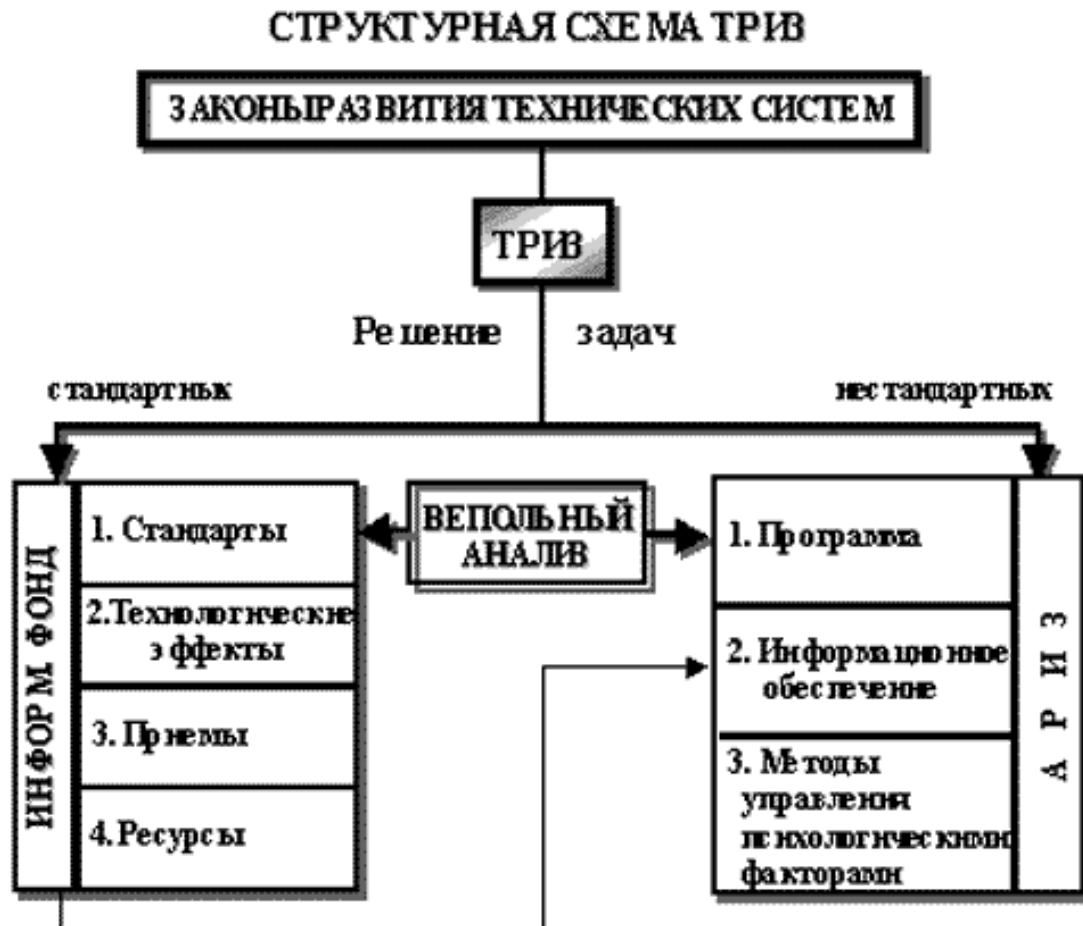 СТРУКТУРНАЯ СХЕМА ТРИЗ
ЗАКОНЫ РАЗВИТИЯ ТЕХНИЧЕСКИХ СИСТЕМ
ТРИЗ
Решение задач
стандартных
нестандартных
ИНФОРМ ФОНД
1. Стандарты
2.Технологические
эффекты
3. Приемы
4. Ресурсы
ВЕПОЛЬНЫЙ
АНАЛИВ
1. Программа
2. Информационное
обеспечение
3. Методы
управления
психологическими
факторами
АРИЗ